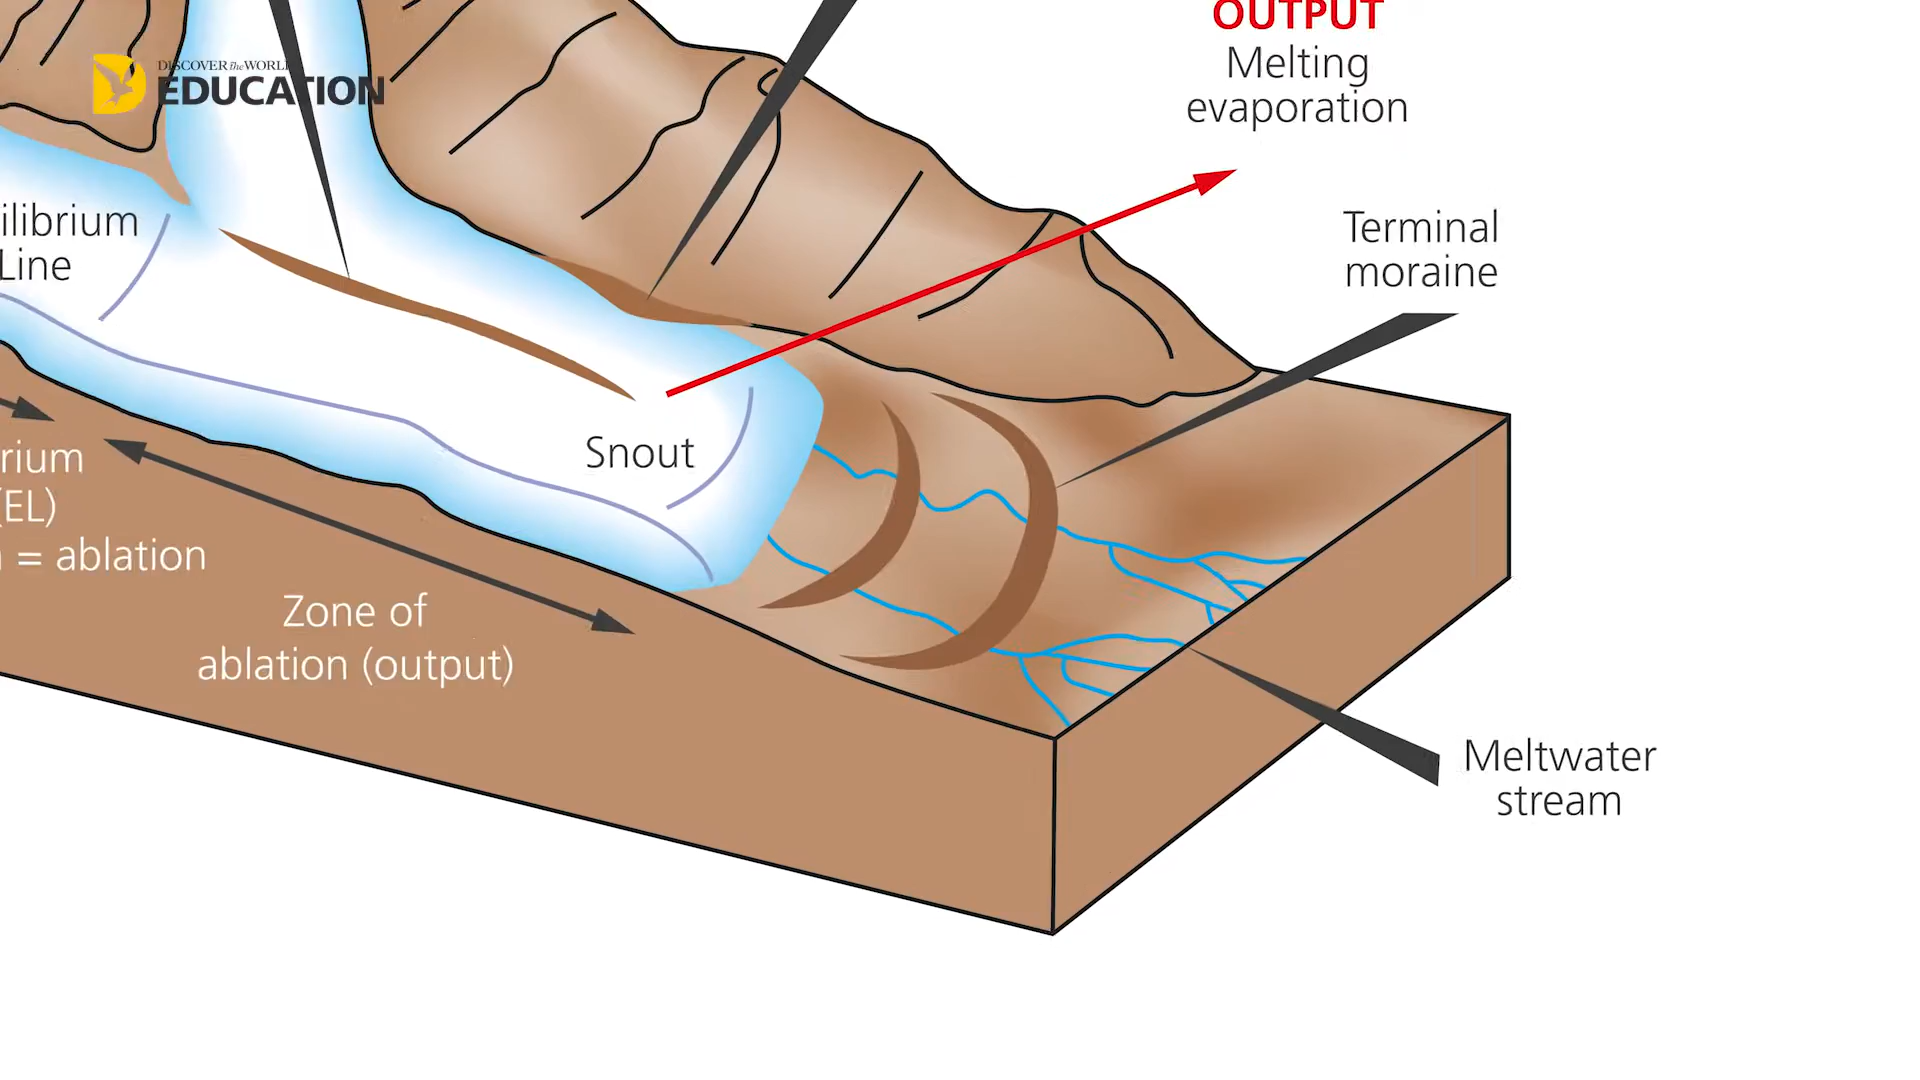 DISCOVER the WORLD
EDUCATION
OUTPUT
Melting
evaporation
Terminal
moraine
ilibrium
Line
Snout
rium
(EL)
= ablation
Zone of
ablation (output)
Meltwater
stream